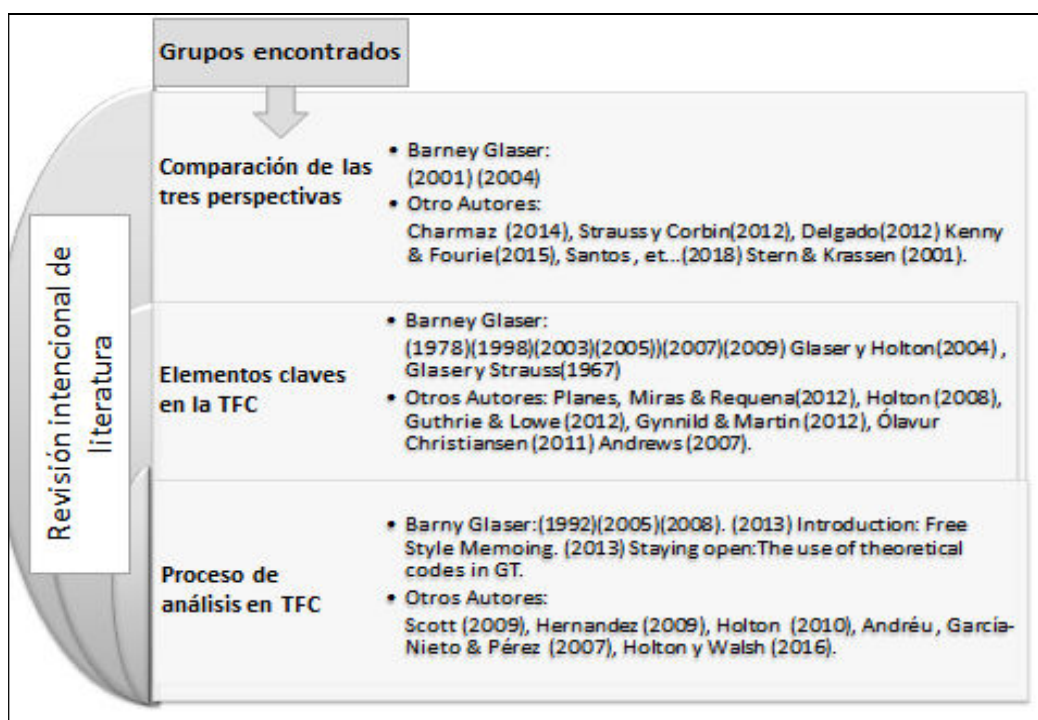 Grupos encontrados
Revisión intencional de
literatura
Comparación de las
tres perspectivas
• Barney Glaser:
(2001) (2004)
• Otro Autores:
Charmaz (2014), Strauss y Corbin(2012), Delgado(2012) Kenny
& Fourie(2015), Santos , et...(2018) Stern & Krassen (2001).
Elementos claves
en la TFC
• Barney Glaser:
(1978)(1998)(2003)(2005))(2007)(2009) Glaser y Holton(2004) ,
Glaser y Strauss(1967)
• Otros Autores: Planes, Miras & Requena(2012), Holton (2008),
Guthrie & Lowe (2012), Gynnild & Martin (2012), Ólavur
Christiansen (2011) Andrews (2007).
Proceso de
análisis en TFC
• Barny Glaser:(1992)(2005)(2008). (2013) Introduction: Free
Style Memoing. (2013) Staying open:The use of theoretical
codes in GT.
• Otros Autores:
Scott (2009), Hernandez (2009), Holton (2010), Andréu , García-
Nieto & Pérez (2007), Holton y Walsh (2016).